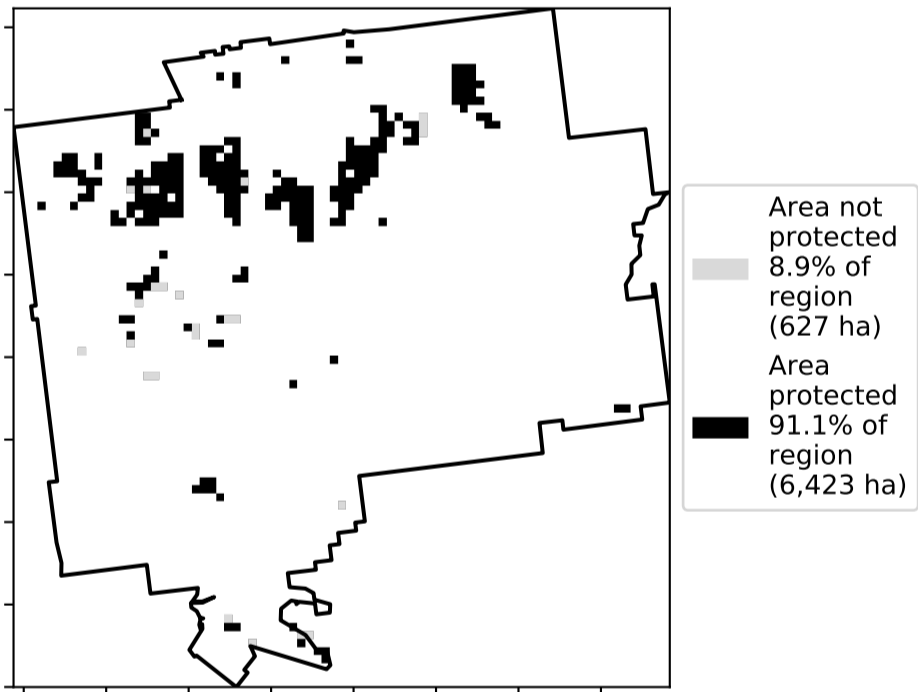 Area not
protected
8.9% of
region
(627 ha)
Area
protected
91.1% of
region
(6,423 ha)